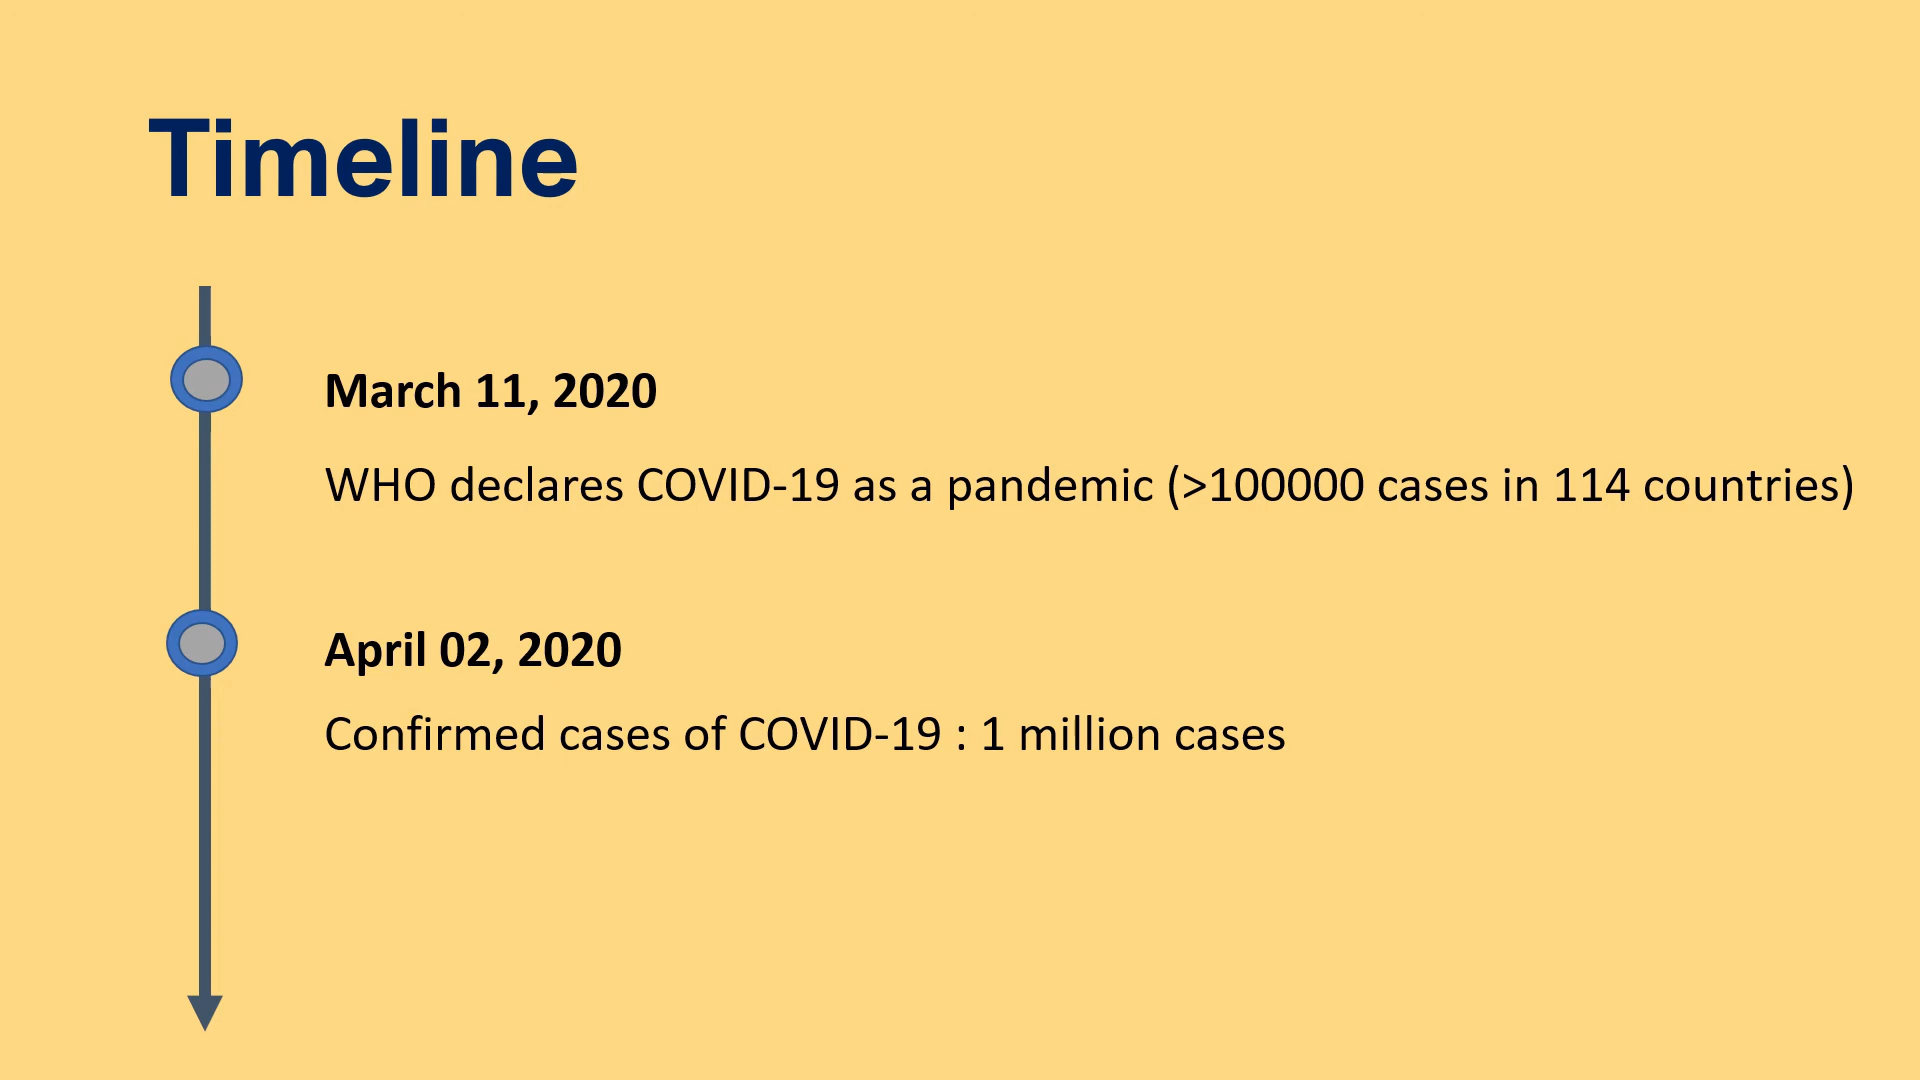 Timeline
March 11, 2020
WHO declares COVID-19 as a pandemic (>100000 cases in 114 countries)
April 02, 2020
Confirmed cases of COVID-19 : 1 million cases